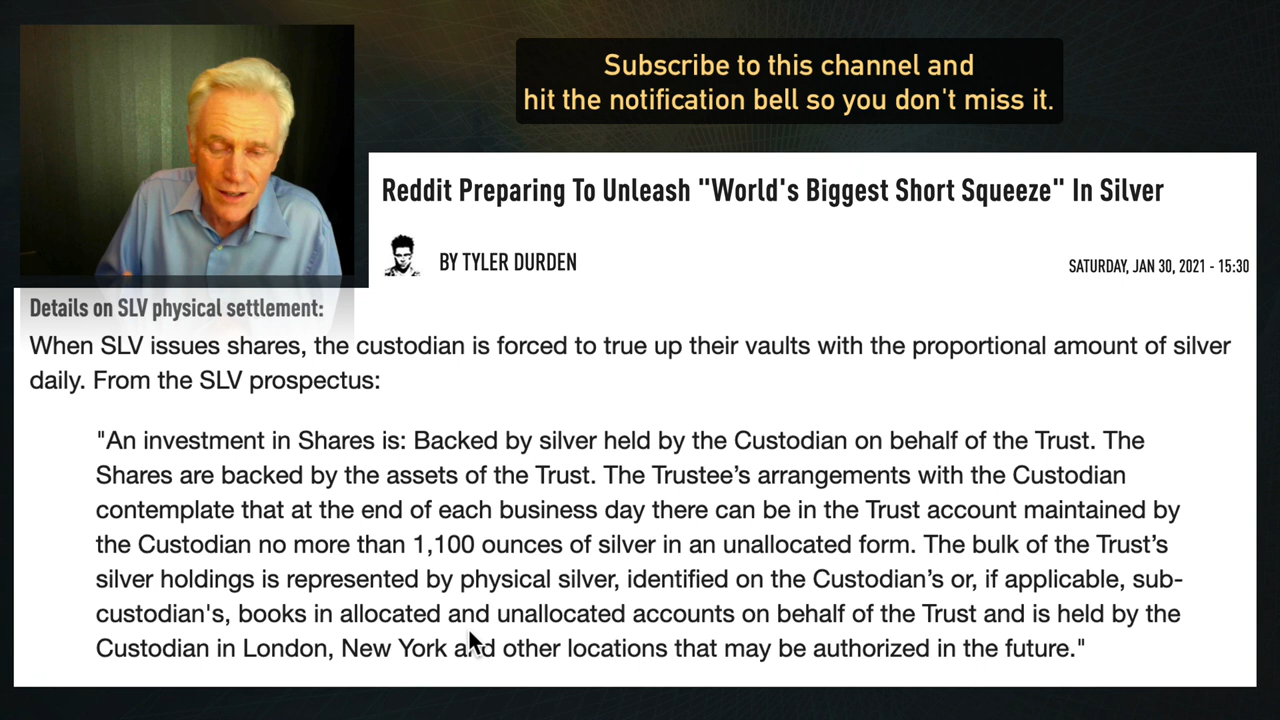 Subscribe to this channel and
hit the notification bell so you don't miss it.
Reddit Preparing To Unleash "World's Biggest Short Squeeze" In Silver
BY TYLER DURDEN
SATURDAY, JAN 30, 2021 - 15:30
Details on SLV physical settlement:
When SLV issues shares, the custodian is forced to true up their vaults with the proportional amount of silver
daily. From the SLV prospectus:
"An investment in Shares is: Backed by silver held by the Custodian on behalf of the Trust. The
Shares are backed by the assets of the Trust. The Trustee’s arrangements with the Custodian
contemplate that at the end of each business day there can be in the Trust account maintained by
the Custodian no more than 1,100 ounces of silver in an unallocated form. The bulk of the Trust’s
silver holdings is represented by physical silver, identified on the Custodian’s or, if applicable, sub-
custodian's, books in allocated and unallocated accounts on behalf of the Trust and is held by the
Custodian in London, New York and other locations that may be authorized in the future."